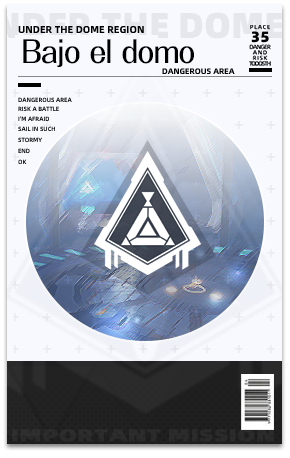 UNDER THE DOME
UNDER THE DOME REGION
Bajo el domo
DANGEROUS AREA
PLACE
35
DANGER
AND
RISK
DANGEROUS AREA
RISK A BATTLE
I'M AFRAID
SAIL IN SUCH
STORMY
END
OK
IMPORTANT MISSION